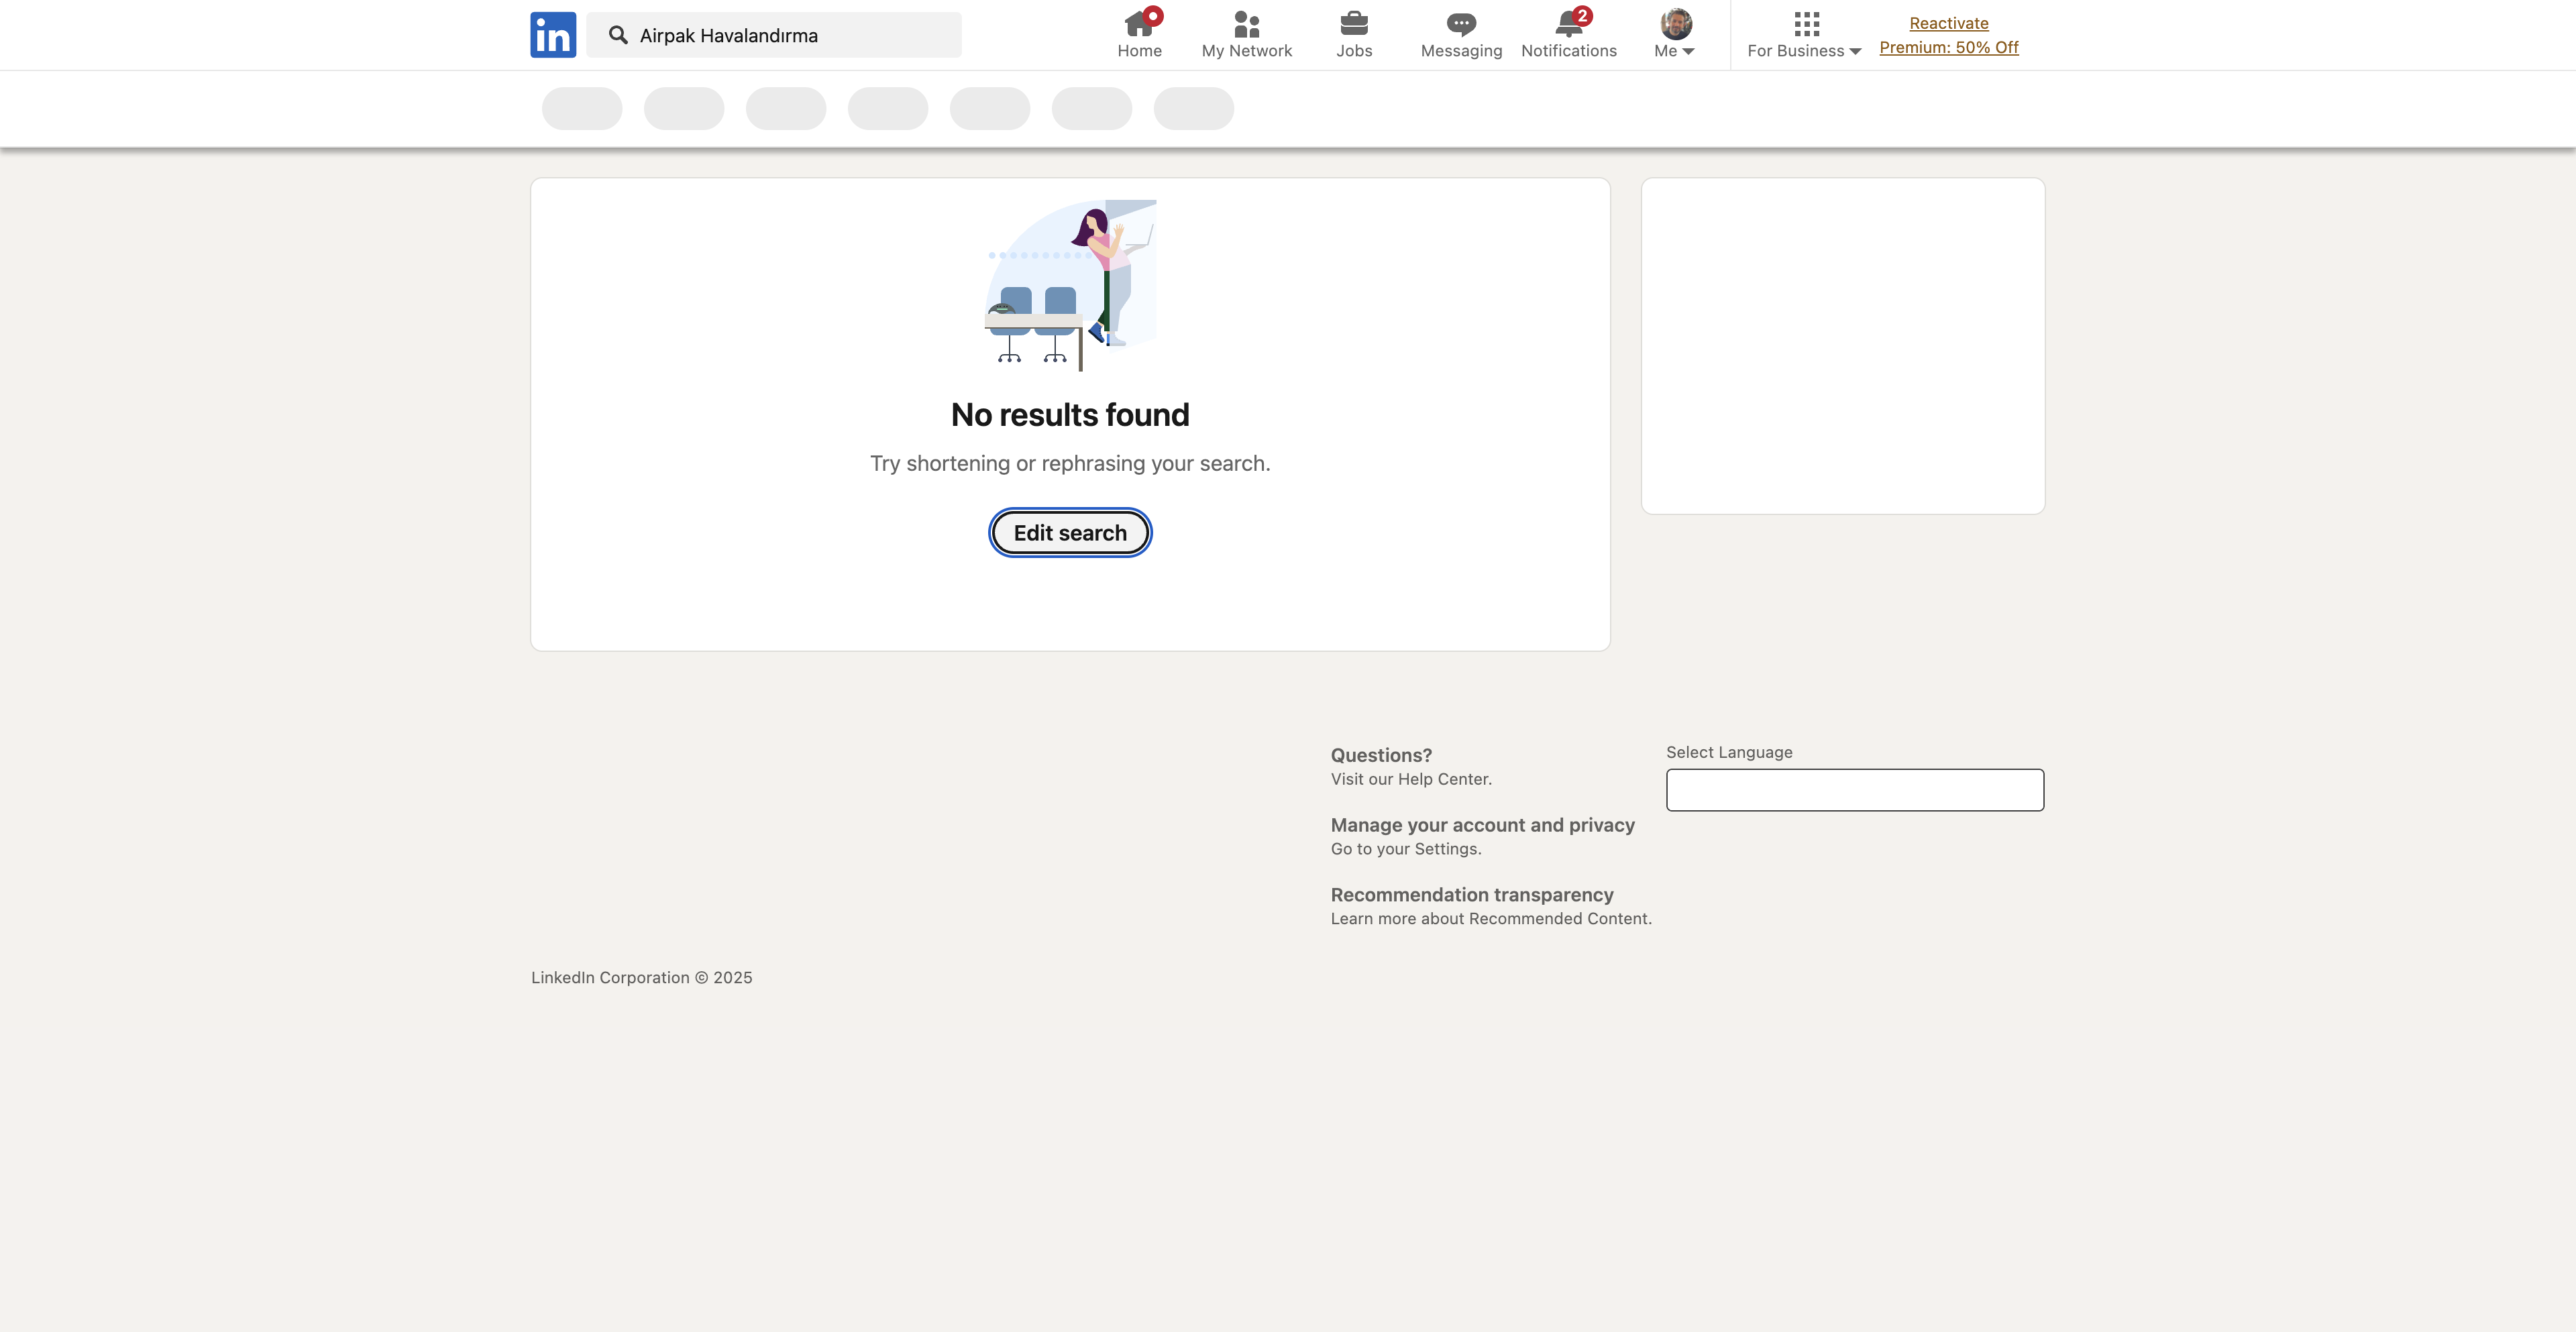 in
Airpak Havalandırma
Home
My Network
Jobs
Messaging
2
Notifications
Me
For Business
Reactivate
Premium: 50% Off
No results found
Try shortening or rephrasing your search.
Edit search
Questions?
Visit our Help Center.
Manage your account and privacy
Go to your Settings.
Recommendation transparency
Learn more about Recommended Content.
Select Language
LinkedIn Corporation © 2025